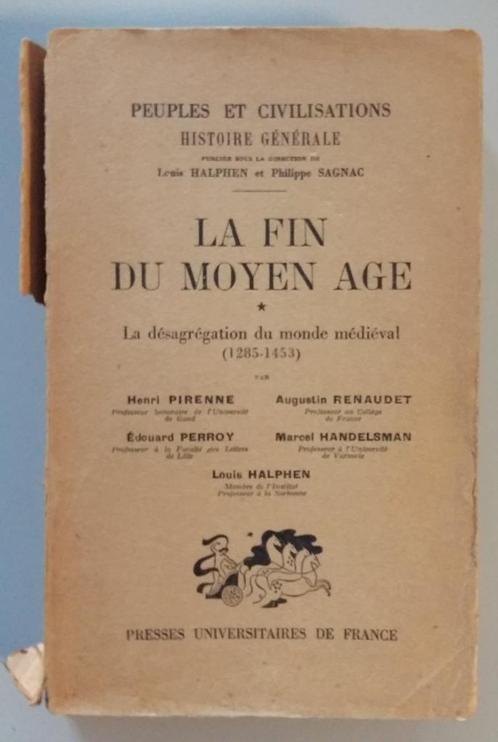 PEUPLES ET CIVILISATIONS
HISTOIRE GÉNÉRALE
PUBLIÉE SOUS LA DIRECTION DE
Louis HALPHEN et Philippe SAGNAC
LA FIN
DU MOYEN AGE
★
La désagrégation du monde médiéval
(1285-1453)
PAR
Henri PIRENNE
Professeur honoraire de l'Université
de Gand
Augustin RENAUDET
Professeur au Collège
de France
Édouard PERROY
Professeur à la Faculté des Lettres
de Lille
Marcel HANDELSMAN
Professeur à l'Université
de Varsovie
Louis HALPHEN
Membre de l'Institut
Professeur à la Sorbonne
PRESSES UNIVERSITAIRES DE FRANCE